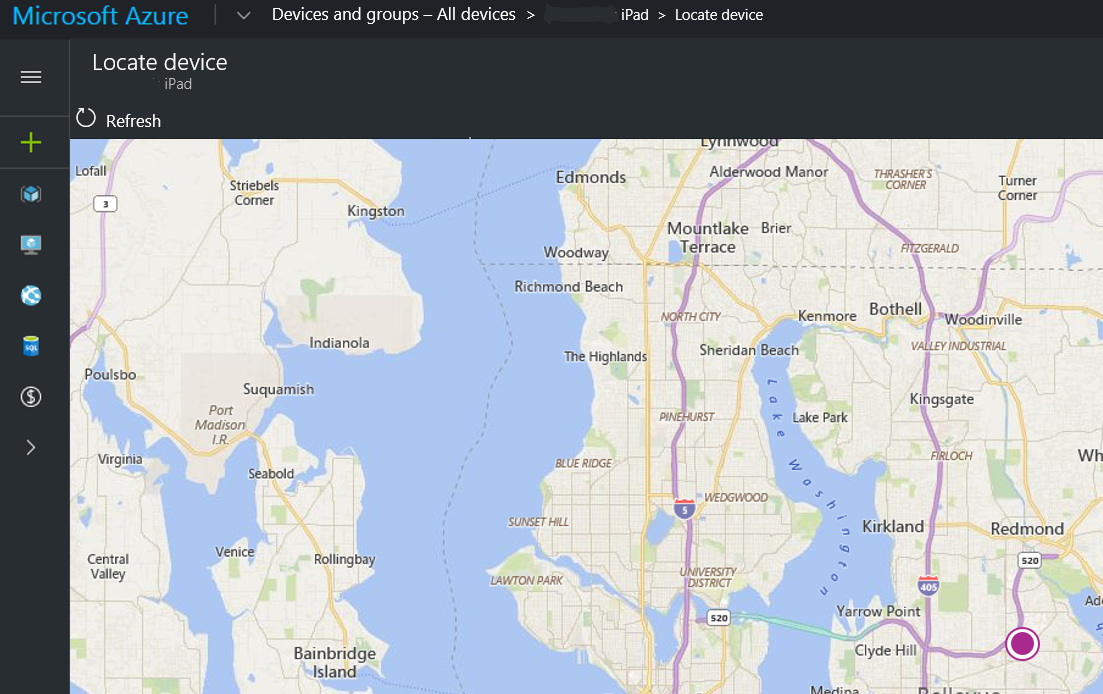 Microsoft Azure
Devices and groups – All devices > iPad > Locate device
Locate device
iPad
Refresh
Lynnwood
Lofall
Edmonds
Alderwood Manor
THRASHER'S
CORNER
Turner
Corner
Striebels
Corner
3
Kingston
Mountlake
Terrace
Brier
Woodway
FITZGERALD
Richmond Beach
NORTH CITY
Kenmore
Bothell
Woodinville
Indianola
The Highlands
Sheridan Beach
VALLEY INDUSTRIAL
Poulsbo
Suquamish
Lake Washington
Kingsgate
Port
Madison
I.R.
PINEHURST
Lake Park
Virginia
Seabold
BLUE RIDGE
FIRLOCH
Wh
WEDGWOOD
5
SUNSET HILL
Kirkland
Redmond
Central
Valley
Venice
Rollingbay
LAWTON PARK
UNIVERSITY
DISTRICT
520
405
Ade
520
Yarrow Point
Clyde Hill
Bainbridge
Island
Medina
Bellevue
SQL